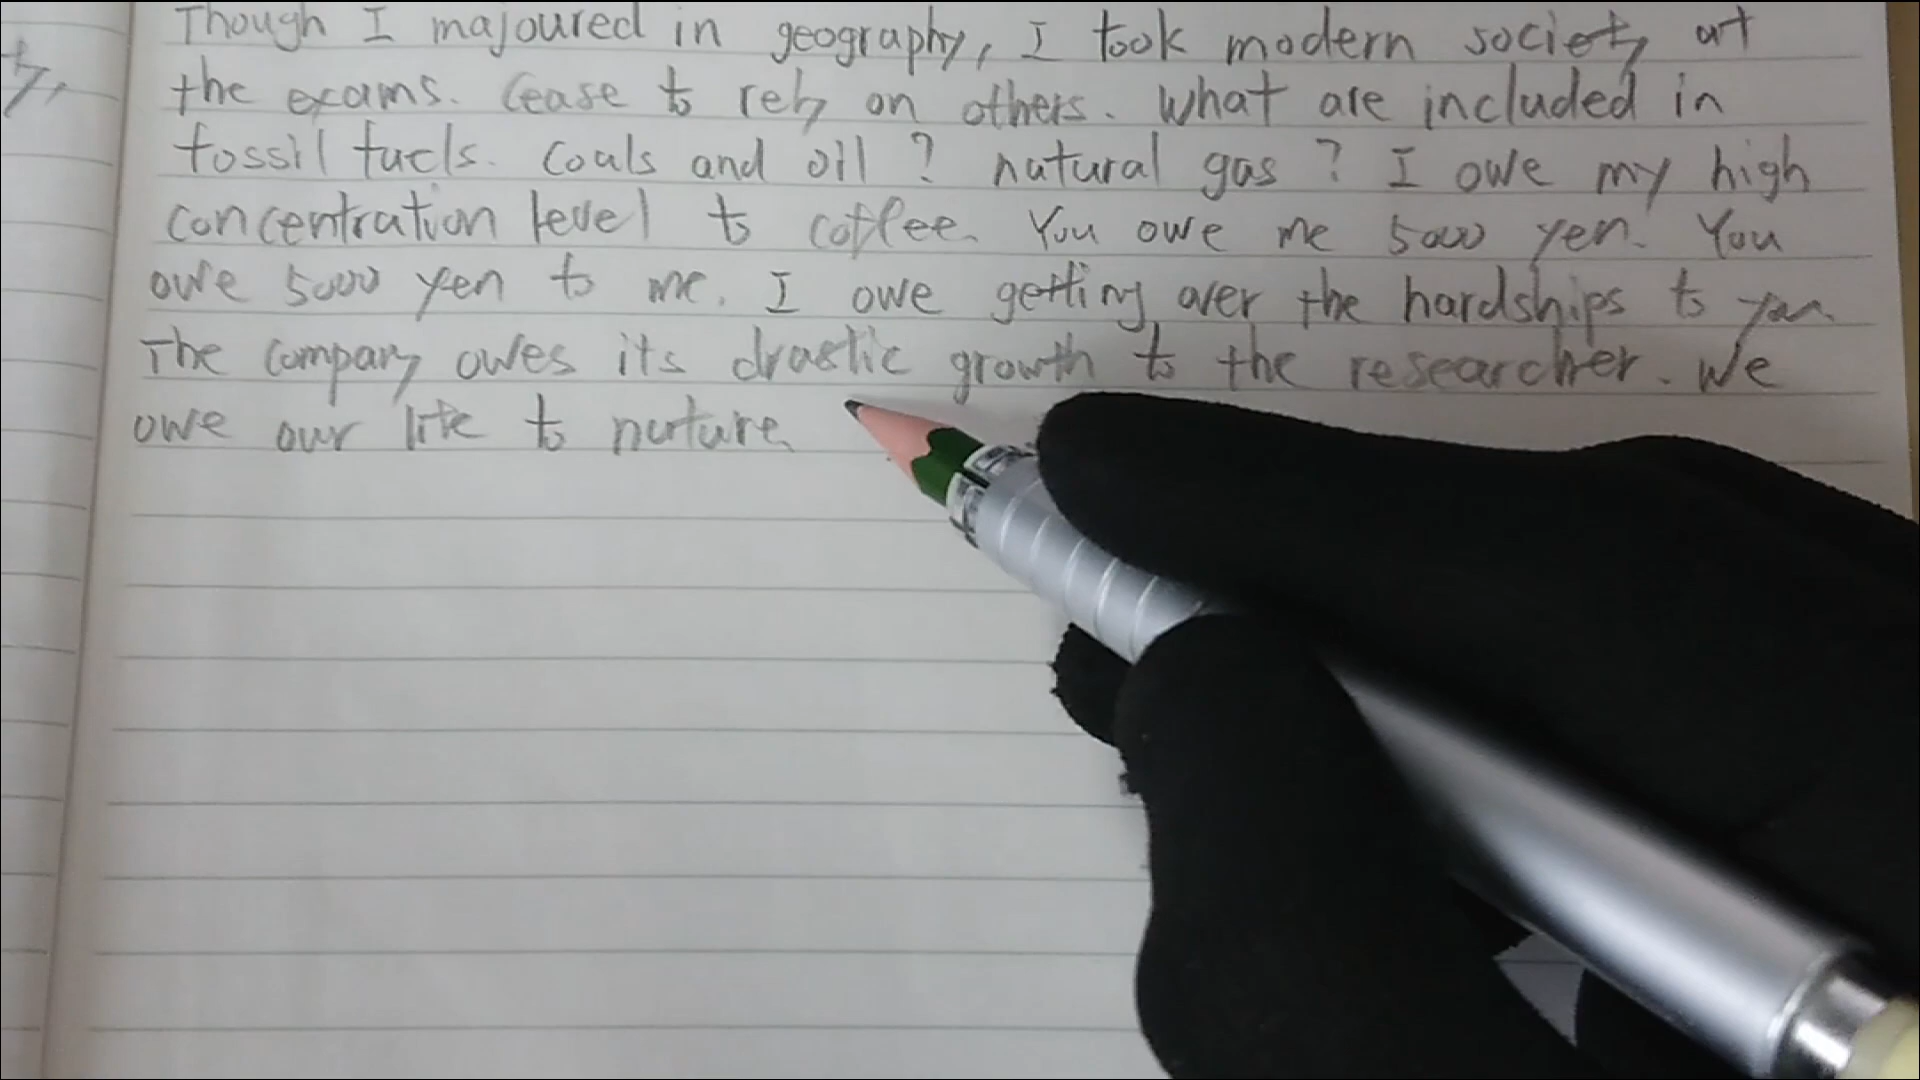 Though I majoured in geography, I took modern society at
the exams. Cease to rely on others. What are included in
fossil fuels. Coals and oil ? natural gas ? I owe my high
concentration level to coffee. You owe me 5000 yen. You
owe 5000 yen to me. I owe getting over the hardships to you.
The company owes its drastic growth to the researcher. We
owe our life to nature.